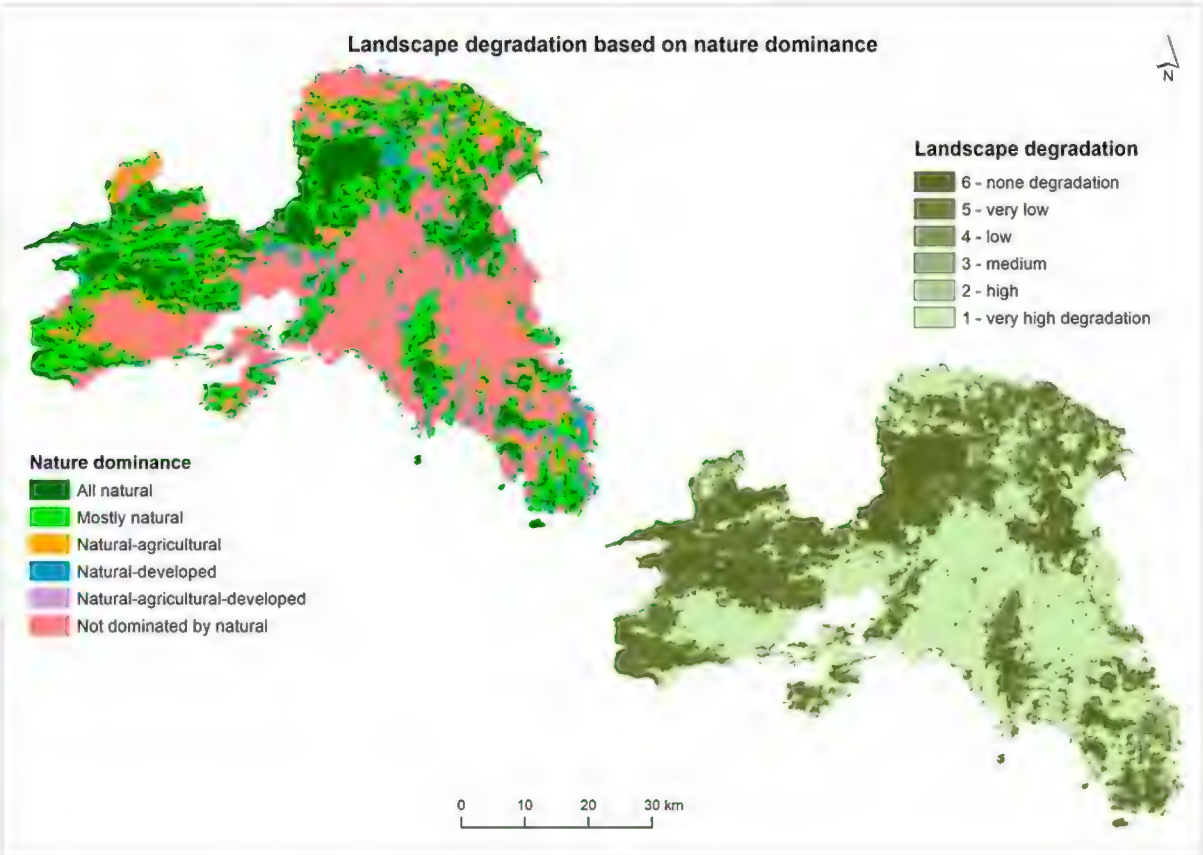 Landscape degradation based on nature dominance
N
Landscape degradation
6 - none degradation
5 - very low
4 - low
3 - medium
2 - high
1 - very high degradation
Nature dominance
All natural
Mostly natural
Natural-agricultural
Natural-developed
Natural-agricultural-developed
Not dominated by natural
0 10 20 30 km